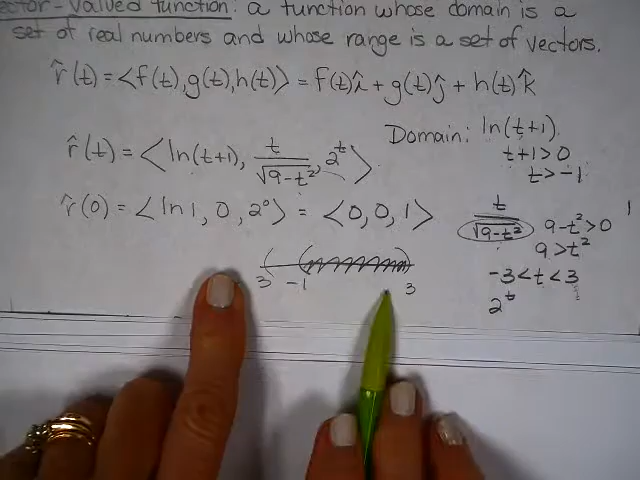 ector-valued function: a function whose domain is a
set of real numbers and whose range is a set of vectors.
r̂(t) = <f(t), g(t), h(t)> = f(t)î + g(t)ĵ + h(t)k̂
r̂(t) = <ln(t+1), t/√(9-t²), 2^t>
r̂(0) = <ln 1, 0, 2⁰> = <0, 0, 1>
3 -1 3
Domain: ln(t+1)
t+1>0
t>-1
t/√(9-t²) 9-t²>0
9>t²
-3<t<3
2^t